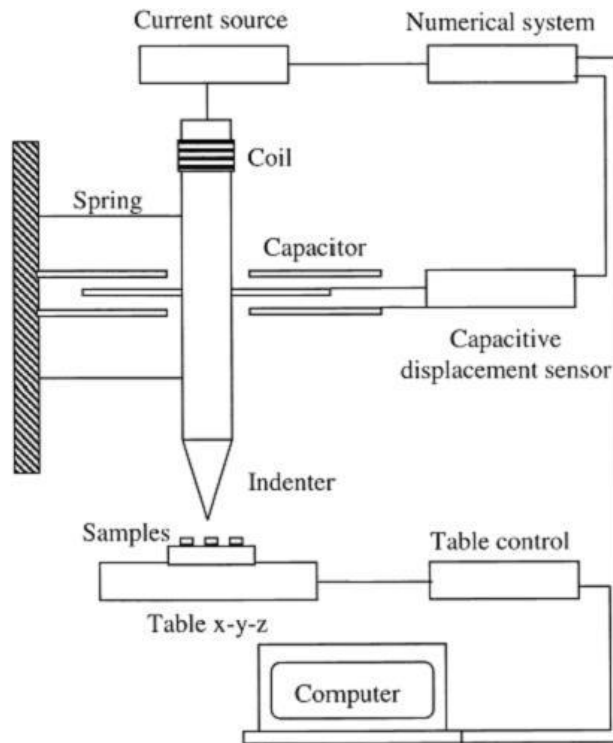 Current source
Numerical system
Coil
Spring
Capacitor
Capacitive
displacement sensor
Indenter
Samples
Table control
Table x-y-z
Computer